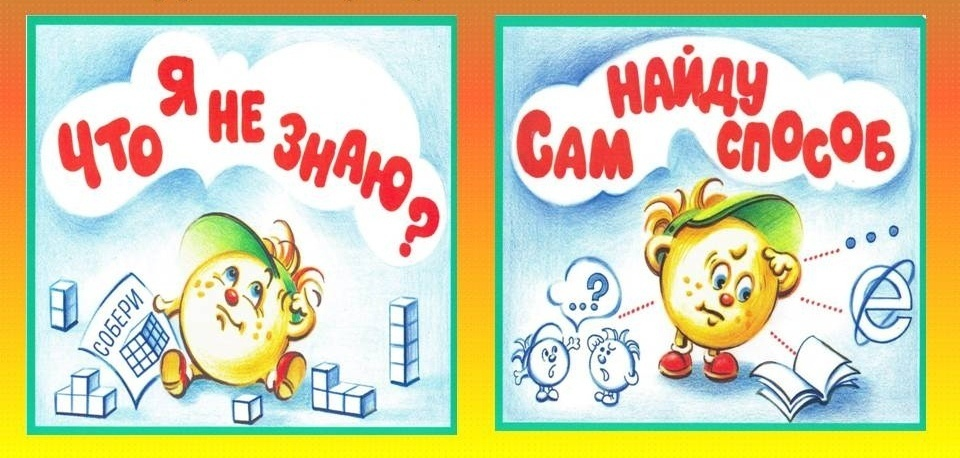 ЧТО Я НЕ ЗНАЮ?
СОБЕРИ
САМ НАЙДУ СПОСОБ
...?
...
e